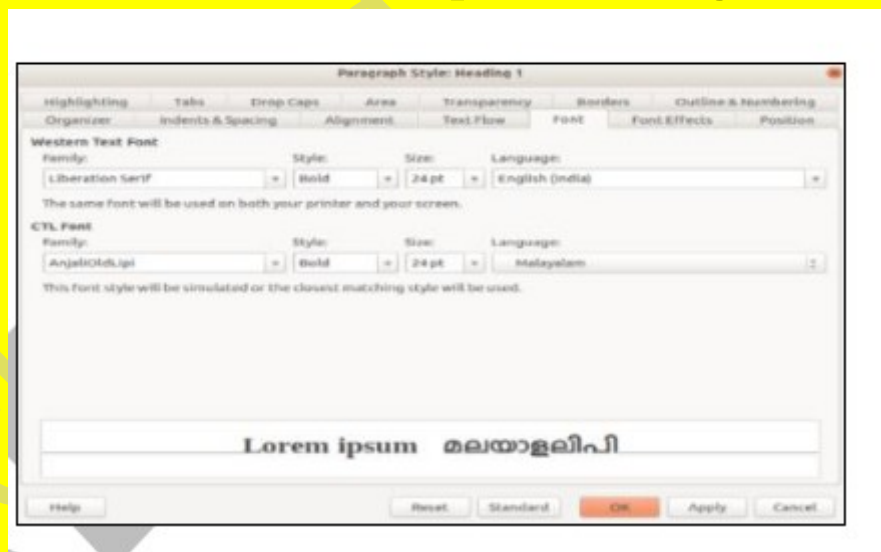 Paragraph Style: Heading 1
Highlighting Tabs Drop Caps Area Transparency Borders Outline & Numbering
Organizer Indents & Spacing Alignment Text Flow Font Font Effects Position
Western Text Font
Family: Style: Size: Language:
Liberation Serif Bold 24 pt English (India)
The same font will be used on both your printer and your screen.
CTL Font
Family: Style: Size: Language:
AnjaliOldLipi Bold 24 pt Malayalam
This font style will be simulated or the closest matching style will be used.
Lorem ipsum മലയാളലിപി
Help Reset Standard OK Apply Cancel